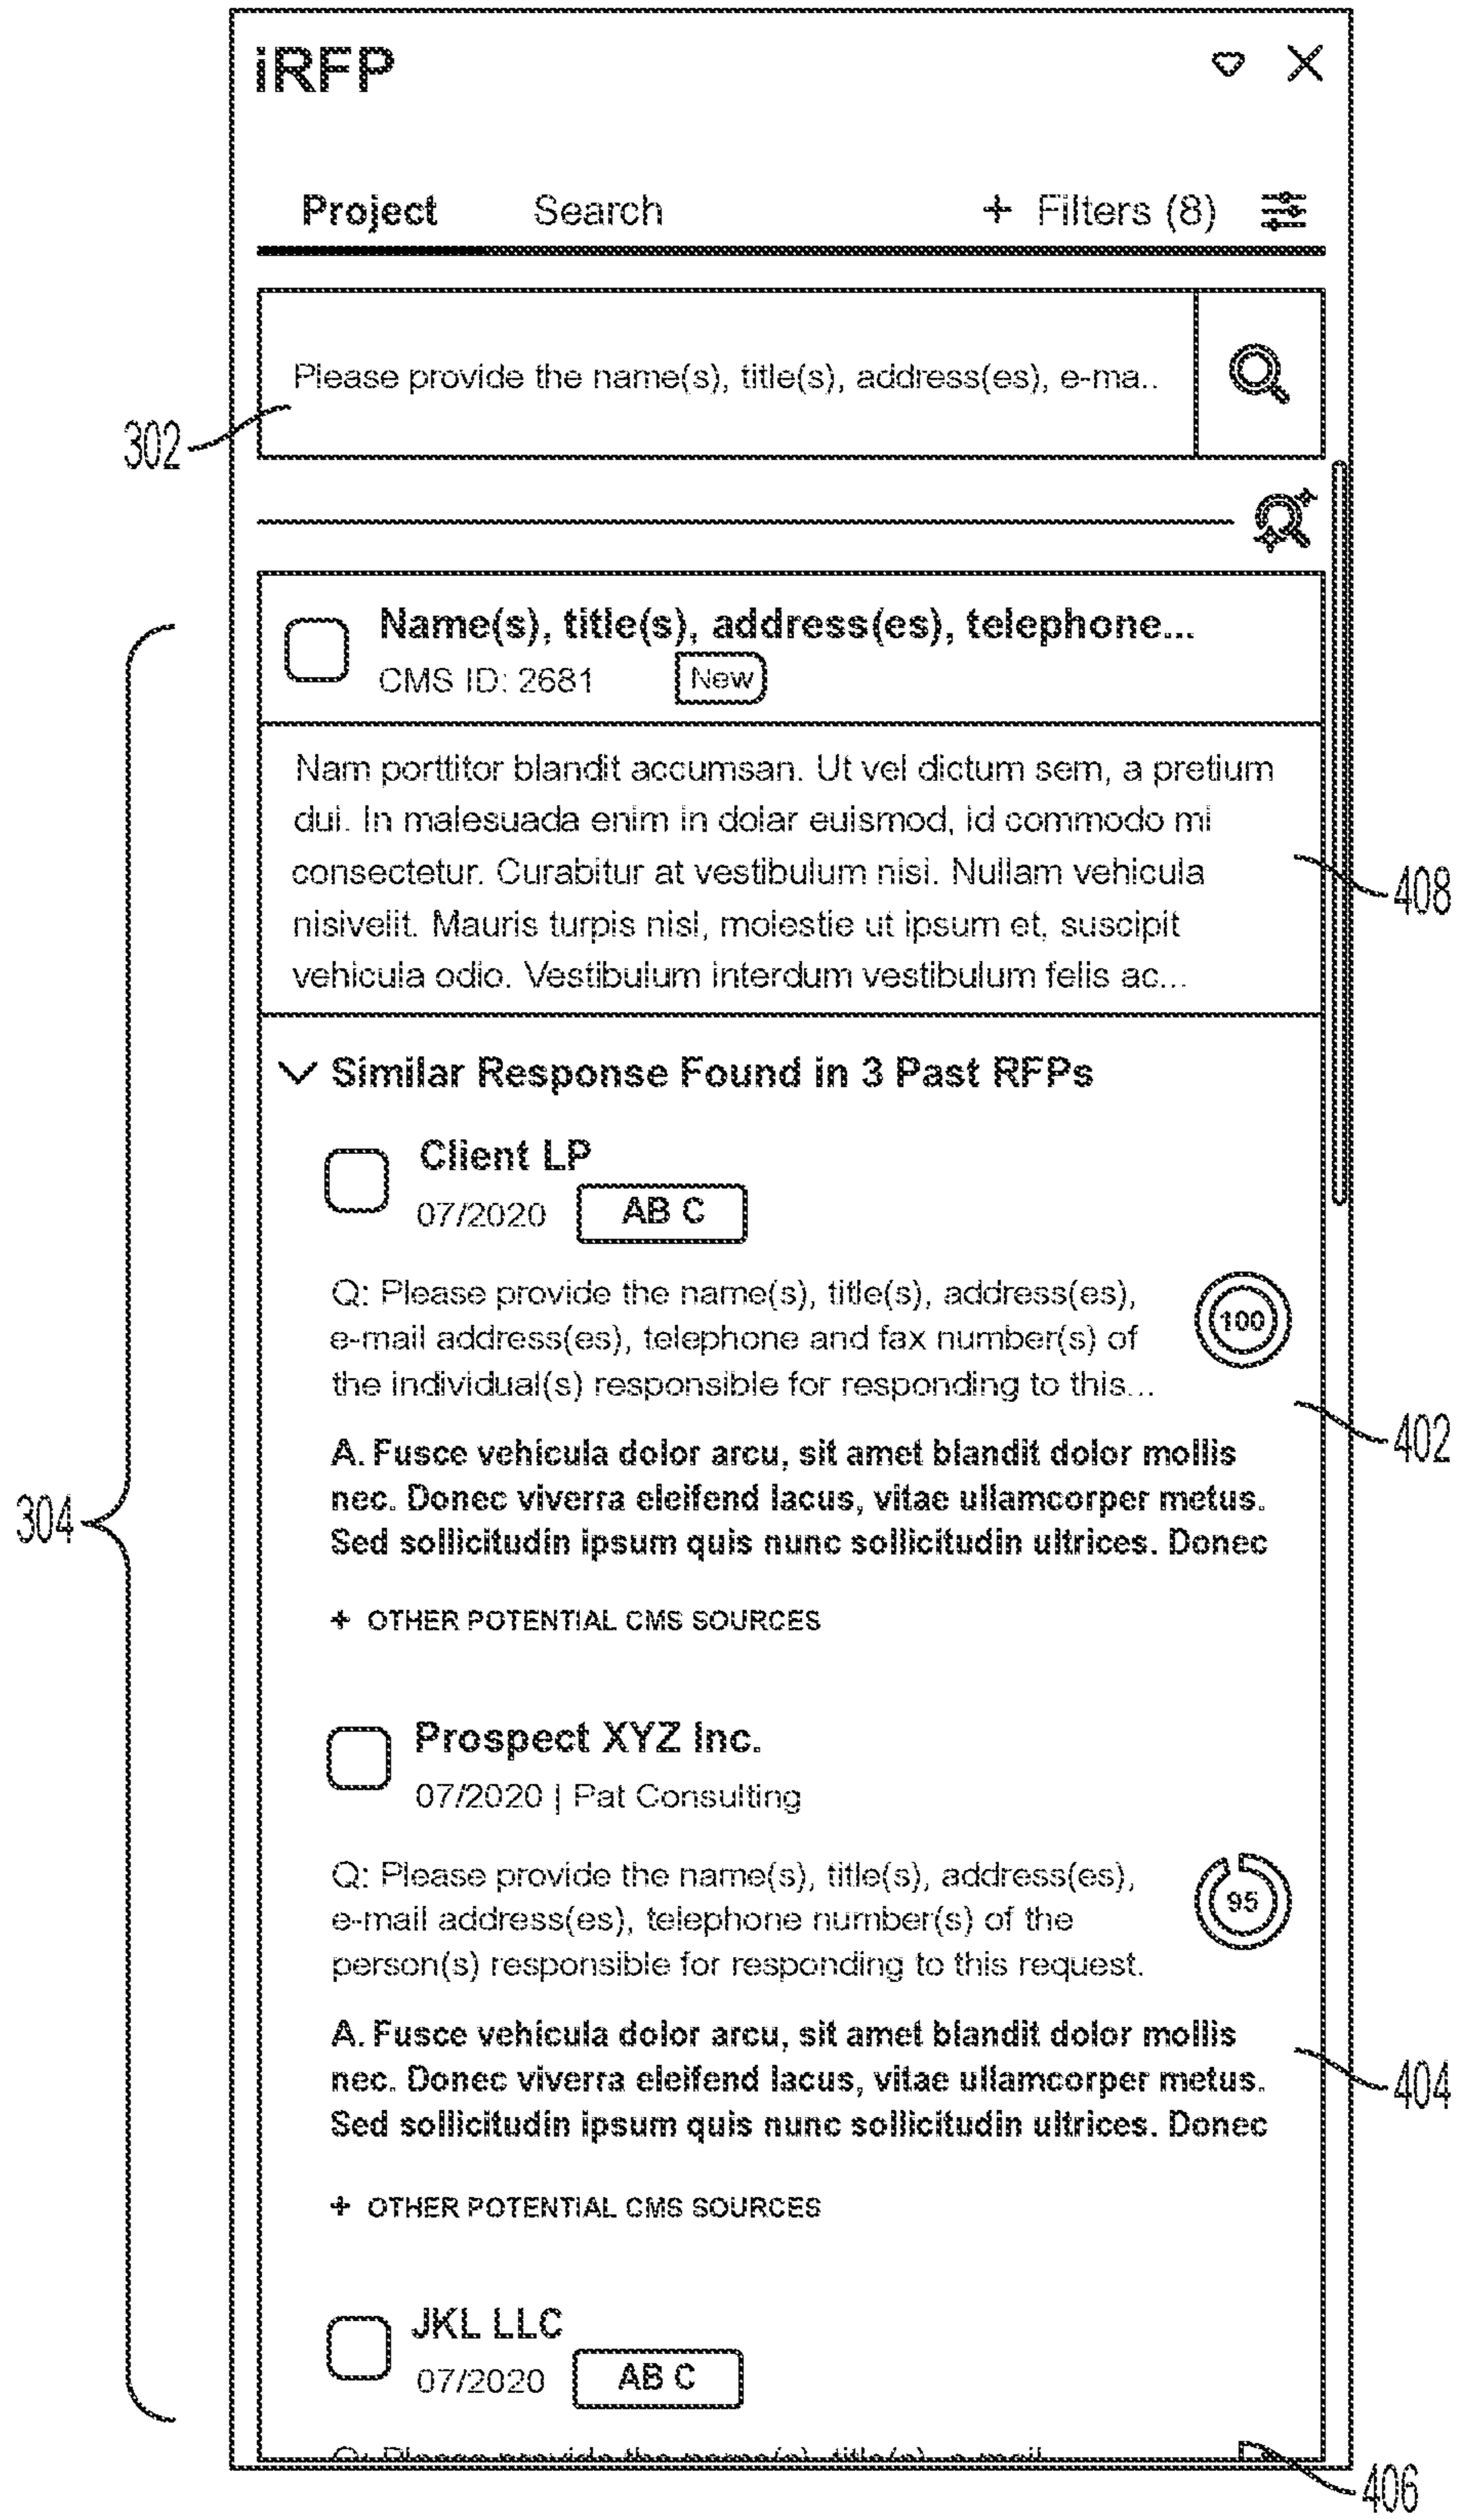 iRFP
Project Search + Filters (8)
Please provide the name(s), title(s), address(es), e-ma..
302
Name(s), title(s), address(es), telephone...
CMS ID: 2681 New
Nam porttitor blandit accumsan. Ut vel dictum sem, a pretium
dui. In malesuada enim in dolar euismod, id commodo mi
consectetur. Curabitur at vestibulum nisi. Nullam vehicula
nisivelit. Mauris turpis nisl, molestie ut ipsum et, suscipit
vehicula odio. Vestibulum interdum vestibulum felis ac...
408
Similar Response Found in 3 Past RFPs
Client LP
07/2020 AB C
Q: Please provide the name(s), title(s), address(es),
e-mail address(es), telephone and fax number(s) of
the individual(s) responsible for responding to this...
100
402
A. Fusce vehicula dolor arcu, sit amet blandit dolor mollis
nec. Donec viverra eleifend lacus, vitae ullamcorper metus.
Sed sollicitudin ipsum quis nunc sollicitudin ultrices. Donec
304
+ OTHER POTENTIAL CMS SOURCES
Prospect XYZ Inc.
07/2020 | Pat Consulting
Q: Please provide the name(s), title(s), address(es),
e-mail address(es), telephone number(s) of the
person(s) responsible for responding to this request.
95
A. Fusce vehicula dolor arcu, sit amet blandit dolor mollis
nec. Donec viverra eleifend lacus, vitae ullamcorper metus.
Sed sollicitudin ipsum quis nunc sollicitudin ultrices. Donec
404
+ OTHER POTENTIAL CMS SOURCES
JKL LLC
07/2020 AB C
Q: Please provide the name(s), title(s), e-mail
406